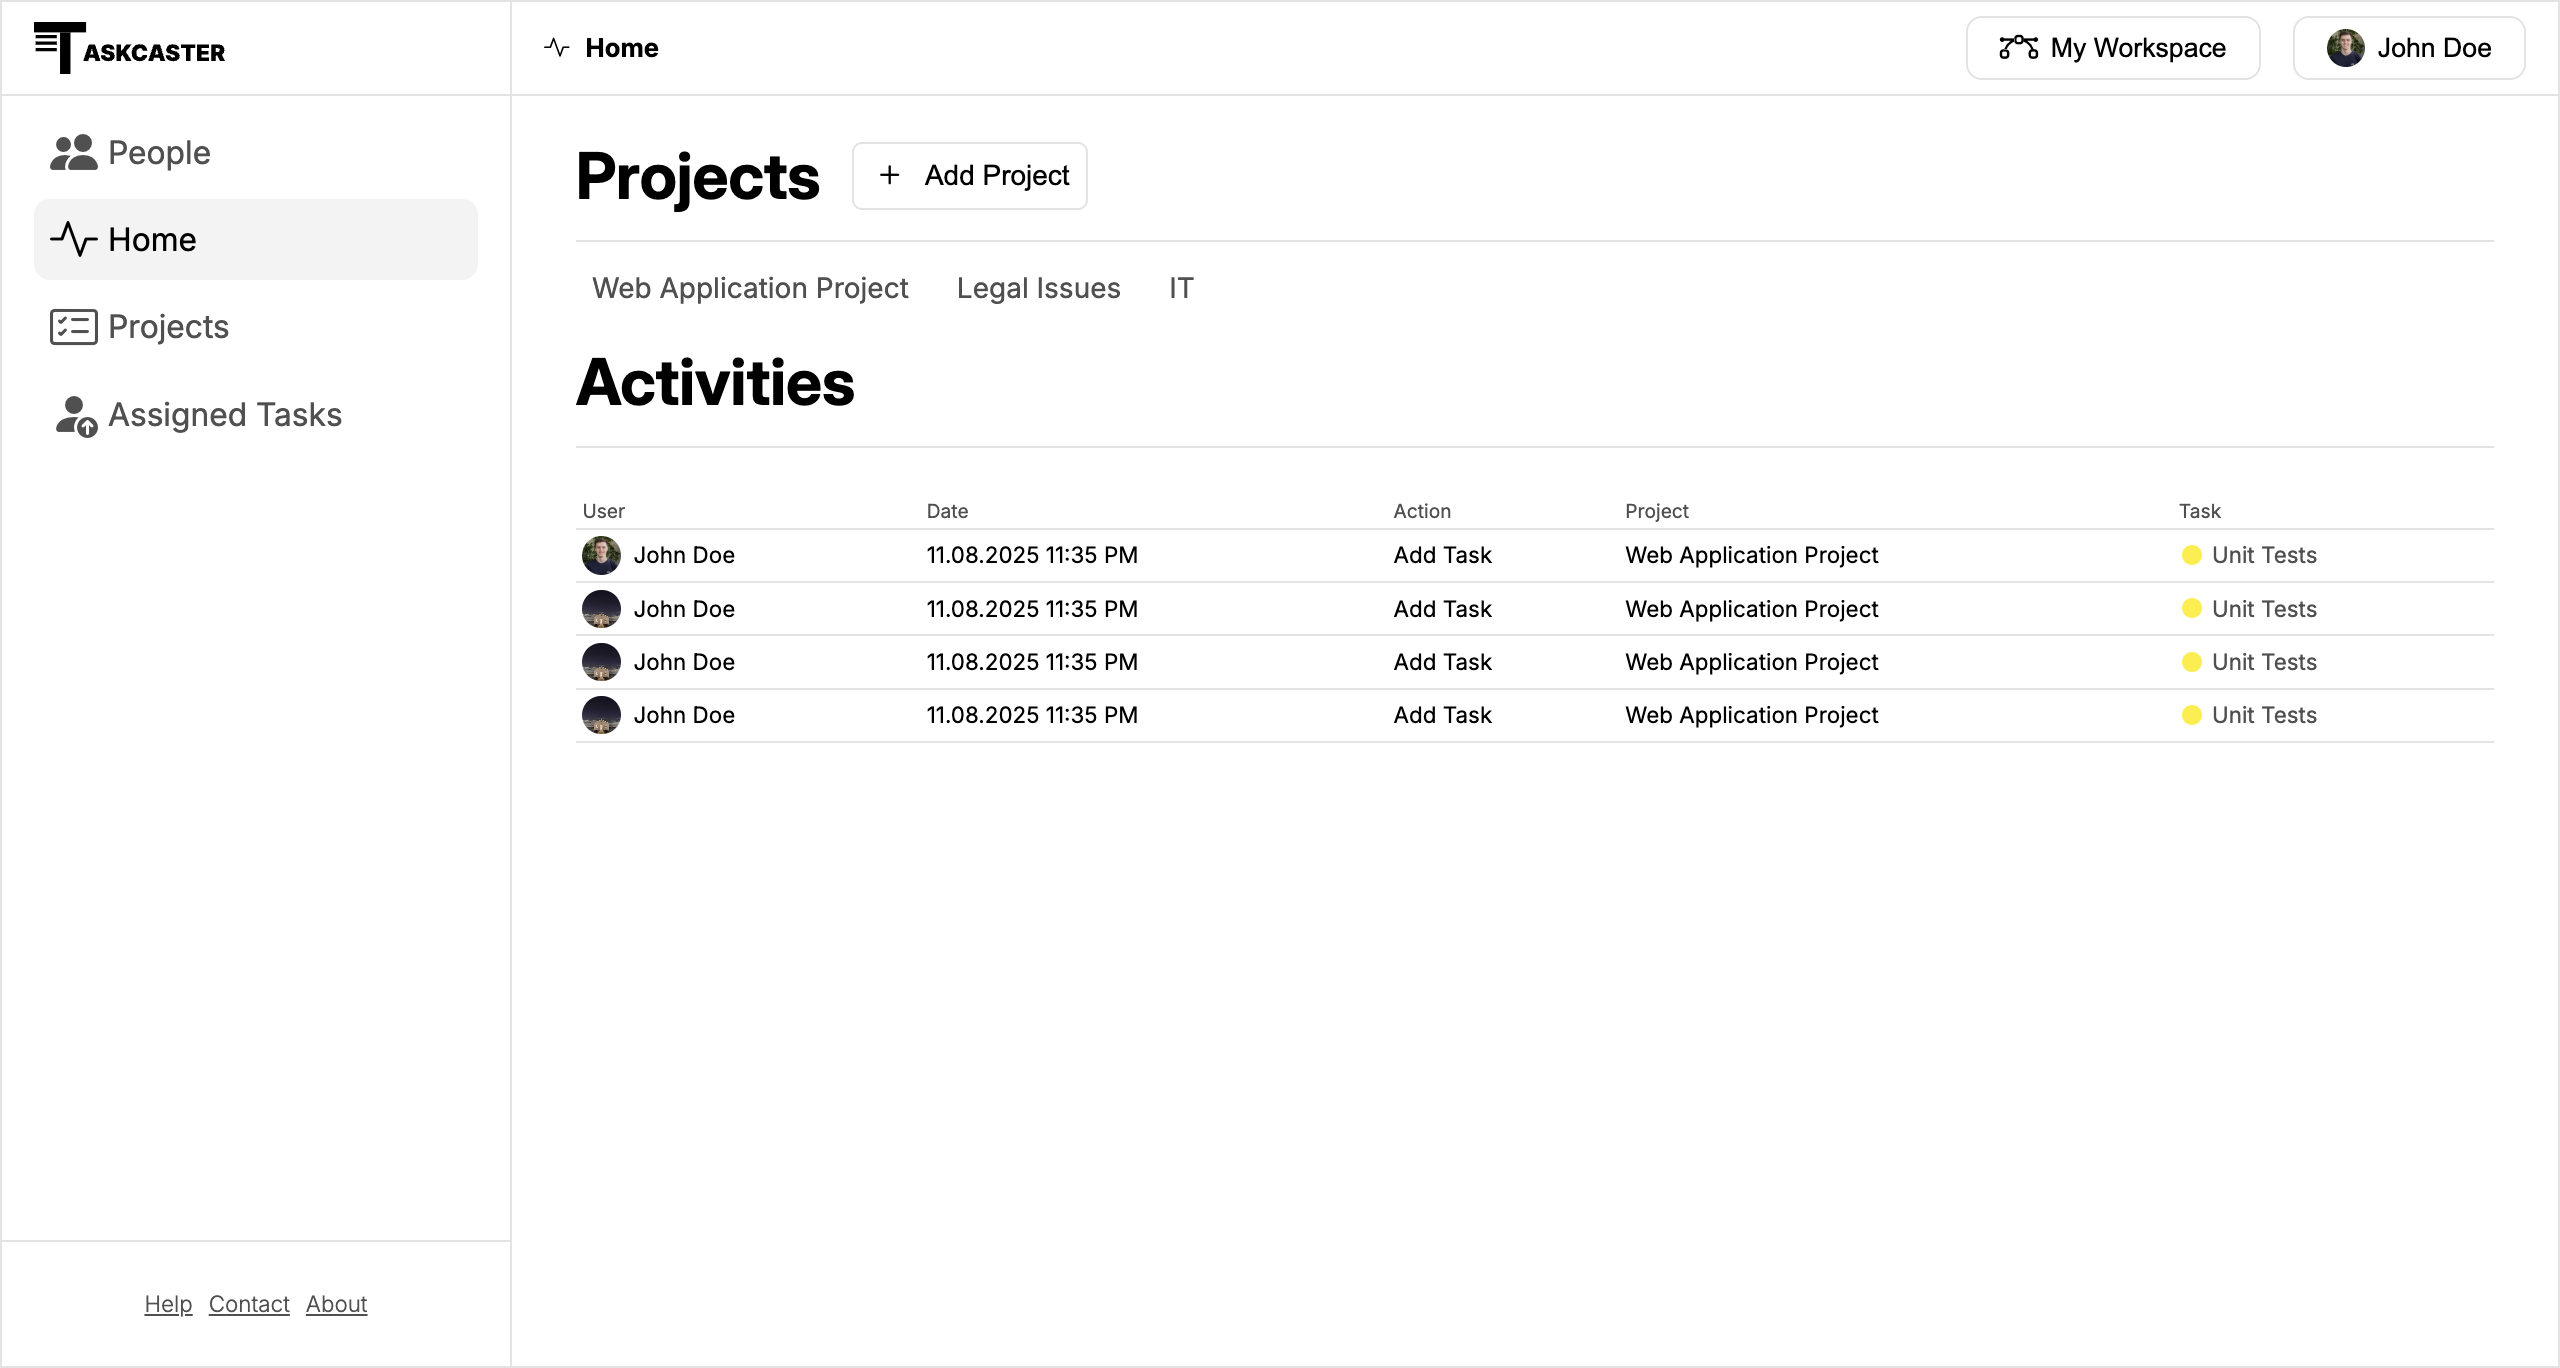 TASKCASTER
Home
My Workspace
John Doe
People
Home
Projects
Assigned Tasks
Help Contact About
Projects
+ Add Project
Web Application Project Legal Issues IT
Activities
User Date Action Project Task
John Doe 11.08.2025 11:35 PM Add Task Web Application Project Unit Tests
John Doe 11.08.2025 11:35 PM Add Task Web Application Project Unit Tests
John Doe 11.08.2025 11:35 PM Add Task Web Application Project Unit Tests
John Doe 11.08.2025 11:35 PM Add Task Web Application Project Unit Tests